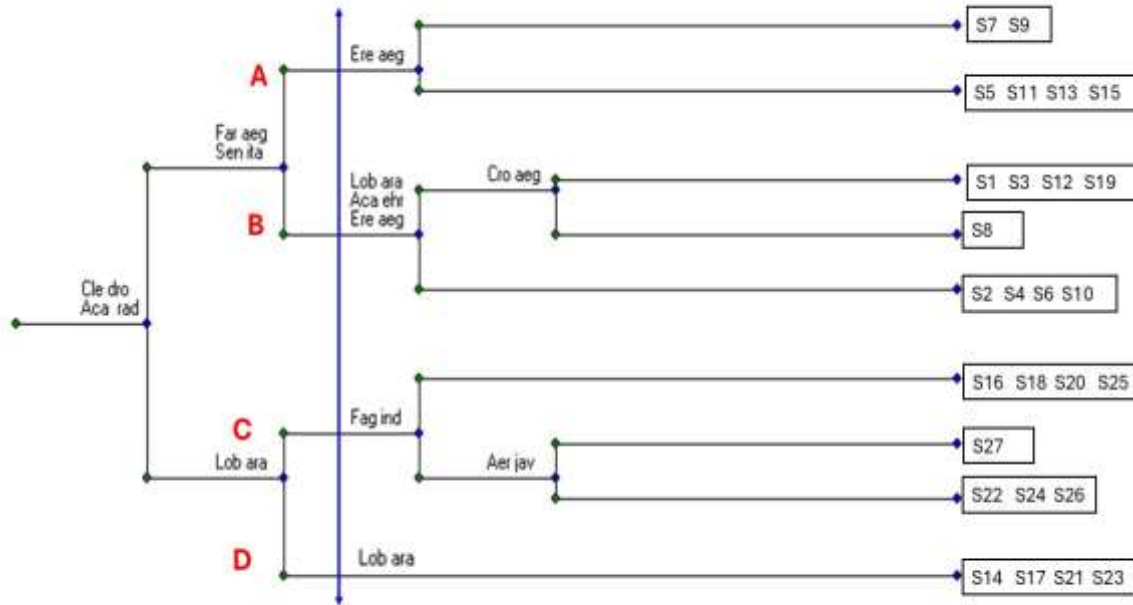 S7 S9
Ere aeg
A
S5 S11 S13 S15
Far aeg
Sen ita
Lob ara
Aca ehr
Ere aeg
Cro aeg
S1 S3 S12 S19
B
S8
Cle dro
Aca rad
S2 S4 S6 S10
S16 S18 S20 S25
C
Fag ind
S27
Lob ara
Aer jav
S22 S24 S26
D
Lob ara
S14 S17 S21 S23